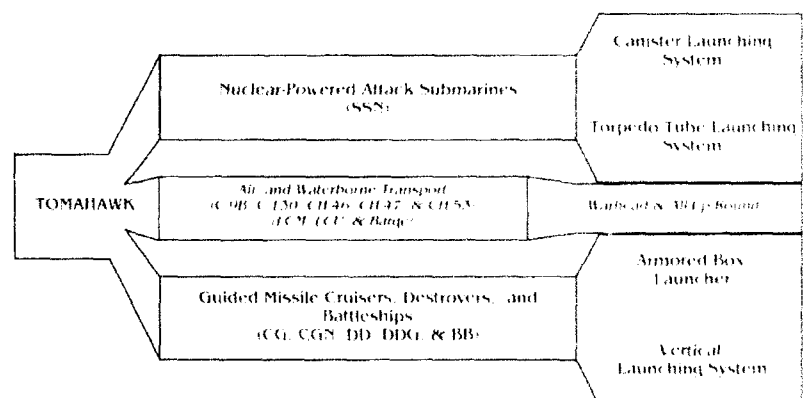 TOMAHAWK
Nuclear-Powered Attack Submarines
(SSN)
Canister Launching
System
Torpedo Tube Launching
System
Air and Waterborne Transport
(C-9B, C-130, CH-46, CH-47, & CH-53)
& Barge
Warhead & All-Up-Round
Guided Missile Cruisers, Destroyers, and
Battleships
(CG, CGN, DD, DDG, & BB)
Armored Box
Launcher
Vertical
Launching System